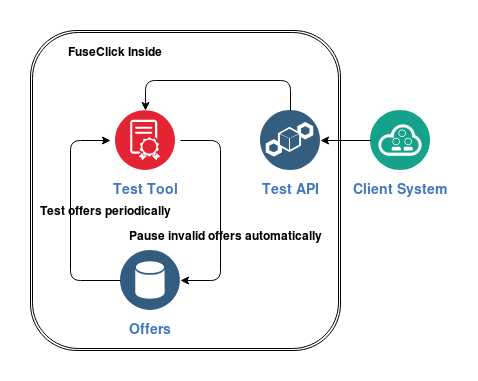 FuseClick Inside
Test Tool
Test API
Client System
Test offers periodically
Pause invalid offers automatically
Offers